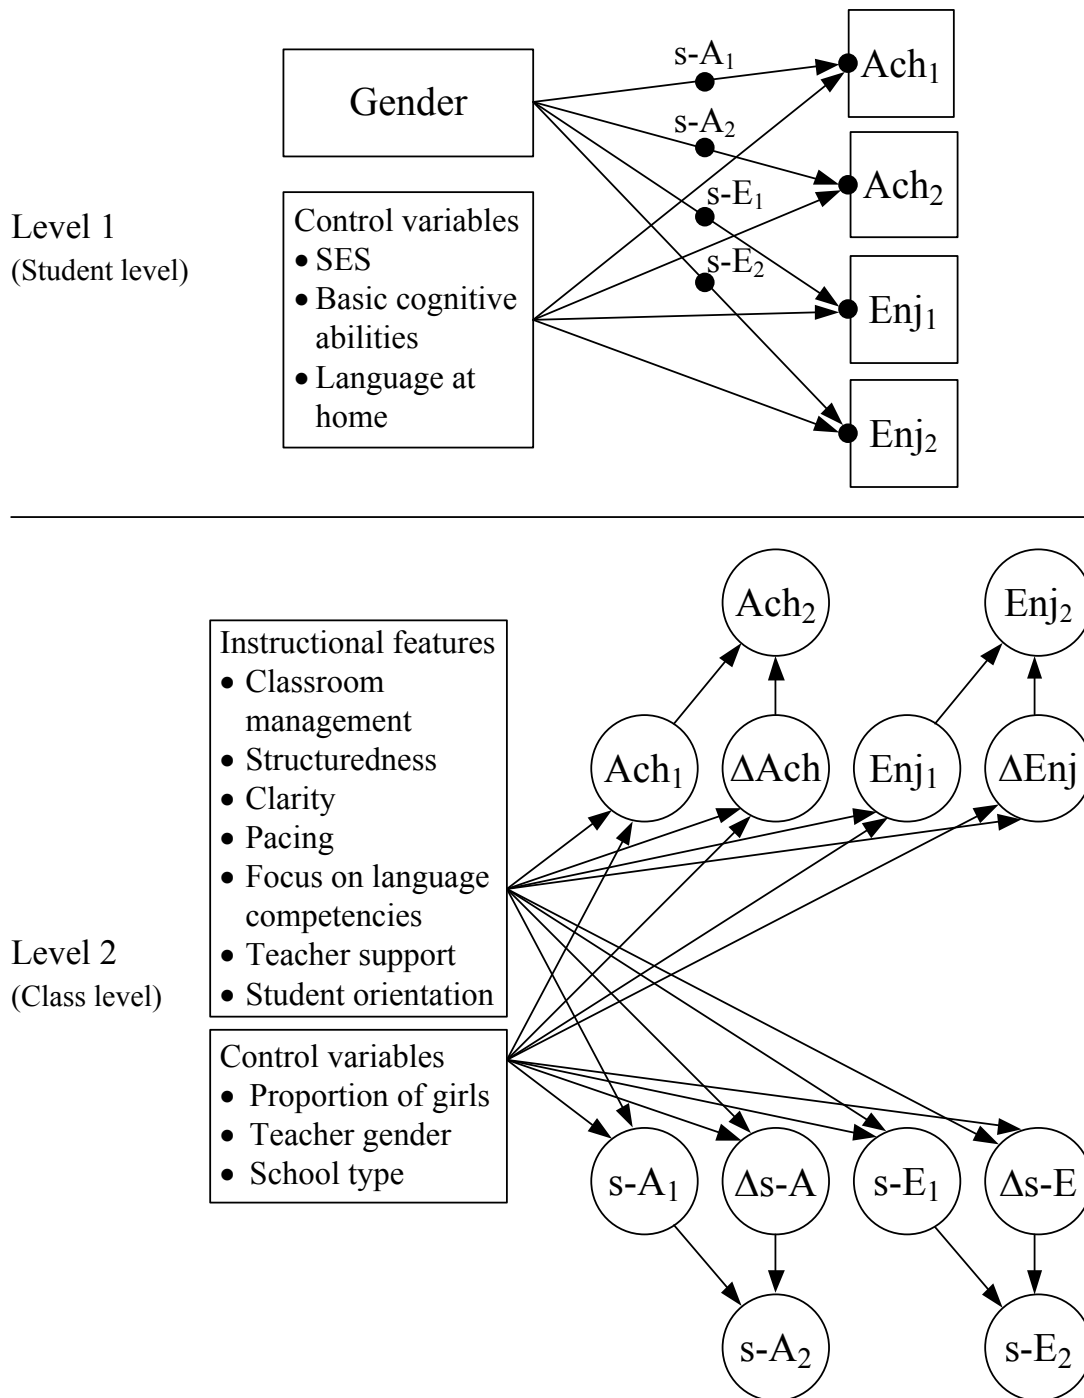 Gender
s-A₁
s-A₂
s-E₁
s-E₂
Ach₁
Ach₂
Enj₁
Enj₂
Level 1
(Student level)
Control variables
• SES
• Basic cognitive
abilities
• Language at
home
Level 2
(Class level)
Instructional features
• Classroom
management
• Structuredness
• Clarity
• Pacing
• Focus on language
competencies
• Teacher support
• Student orientation
Control variables
• Proportion of girls
• Teacher gender
• School type
Ach₂
Enj₂
Ach₁
ΔAch
Enj₁
ΔEnj
s-A₁
Δs-A
s-E₁
Δs-E
s-A₂
s-E₂